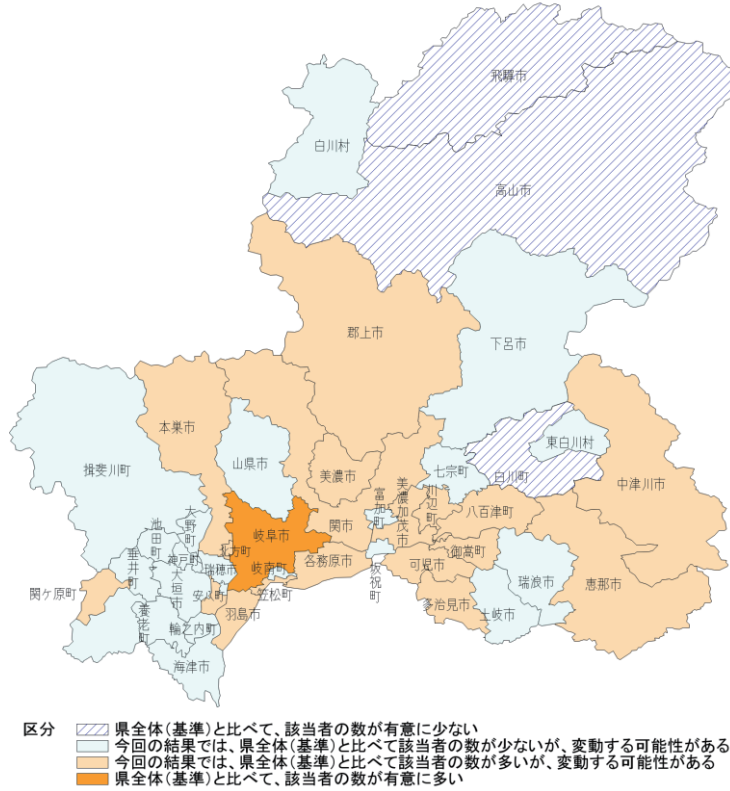 飛騨市
白川村
高山市
郡上市
下呂市
本巣市
東白川村
揖斐川町
山県市
美濃市
七宗町
白川町
中津川市
富加町
美濃加茂市
川辺町
八百津町
大野町
池田町
岐阜市
関市
北方町
御嵩町
垂井町
神戸町
瑞穂市
岐南町
各務原市
坂祝町
可児市
瑞浪市
恵那市
関ケ原町
大垣市
安八町
笠松町
養老町
羽島市
多治見市
土岐市
輪之内町
海津市
区分
県全体(基準)と比べて、該当者の数が有意に少ない
今回の結果では、県全体(基準)と比べて該当者の数が少ないが、変動する可能性がある
今回の結果では、県全体(基準)と比べて該当者の数が多いが、変動する可能性がある
県全体(基準)と比べて、該当者の数が有意に多い